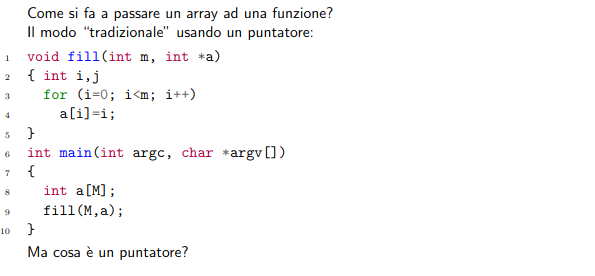 Come si fa a passare un array ad una funzione?
Il modo “tradizionale” usando un puntatore:
1 void fill(int m, int *a)
2 { int i,j
3 for (i=0; i<m; i++)
4 a[i]=i;
5 }
6 int main(int argc, char *argv[])
7 {
8 int a[M];
9 fill(M,a);
10 }
Ma cosa è un puntatore?